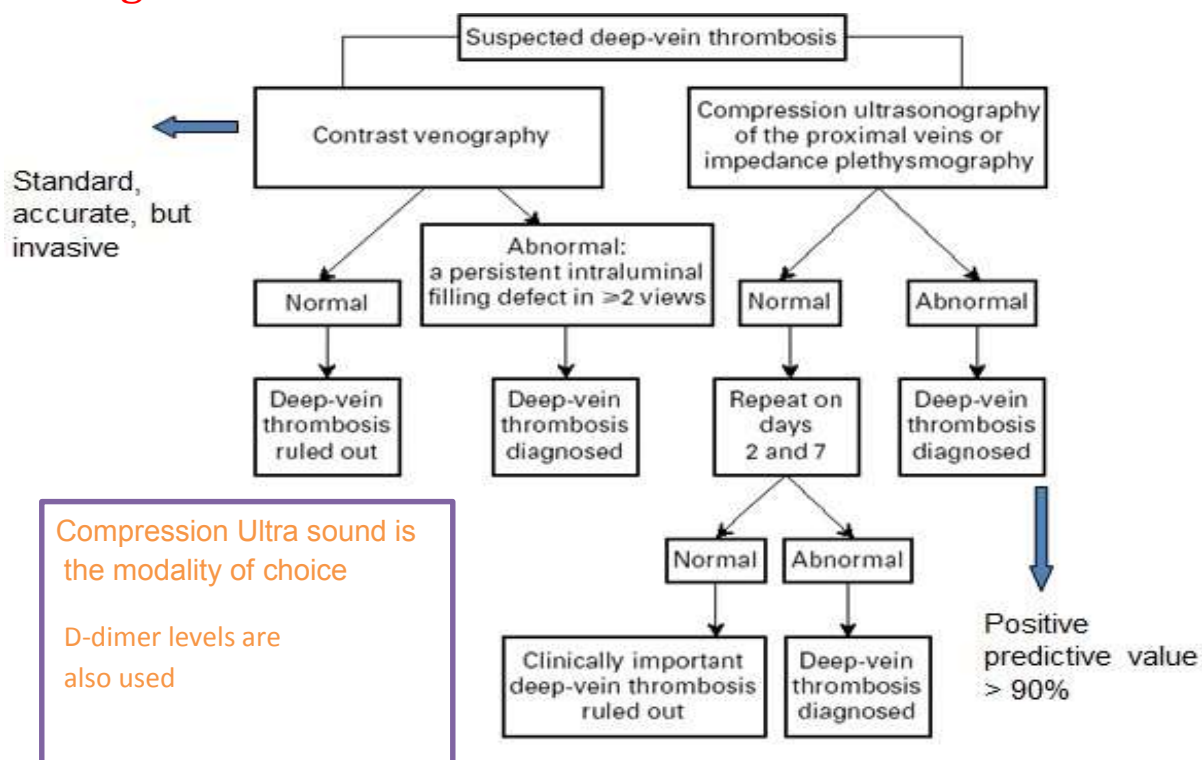 Suspected deep-vein thrombosis
Contrast venography
Compression ultrasonography
of the proximal veins or
impedance plethysmography
Standard,
accurate, but
invasive
Normal
Abnormal:
a persistent intraluminal
filling defect in ⩾2 views
Normal
Abnormal
Deep-vein
thrombosis
ruled out
Deep-vein
thrombosis
diagnosed
Repeat on
days
2 and 7
Deep-vein
thrombosis
diagnosed
Compression Ultra sound is
the modality of choice
D-dimer levels are
also used
Normal
Abnormal
Clinically important
deep-vein thrombosis
ruled out
Deep-vein
thrombosis
diagnosed
Positive
predictive value
> 90%